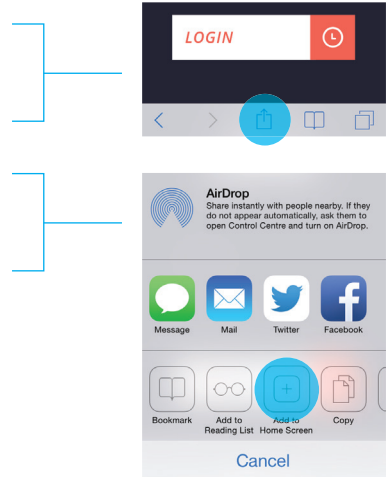 LOGIN
AirDrop
Share instantly with people nearby. If they
do not appear automatically, ask them to
open Control Centre and turn on AirDrop.
Message Mail Twitter Facebook
Bookmark Add to Add to Copy
Reading List Home Screen
Cancel